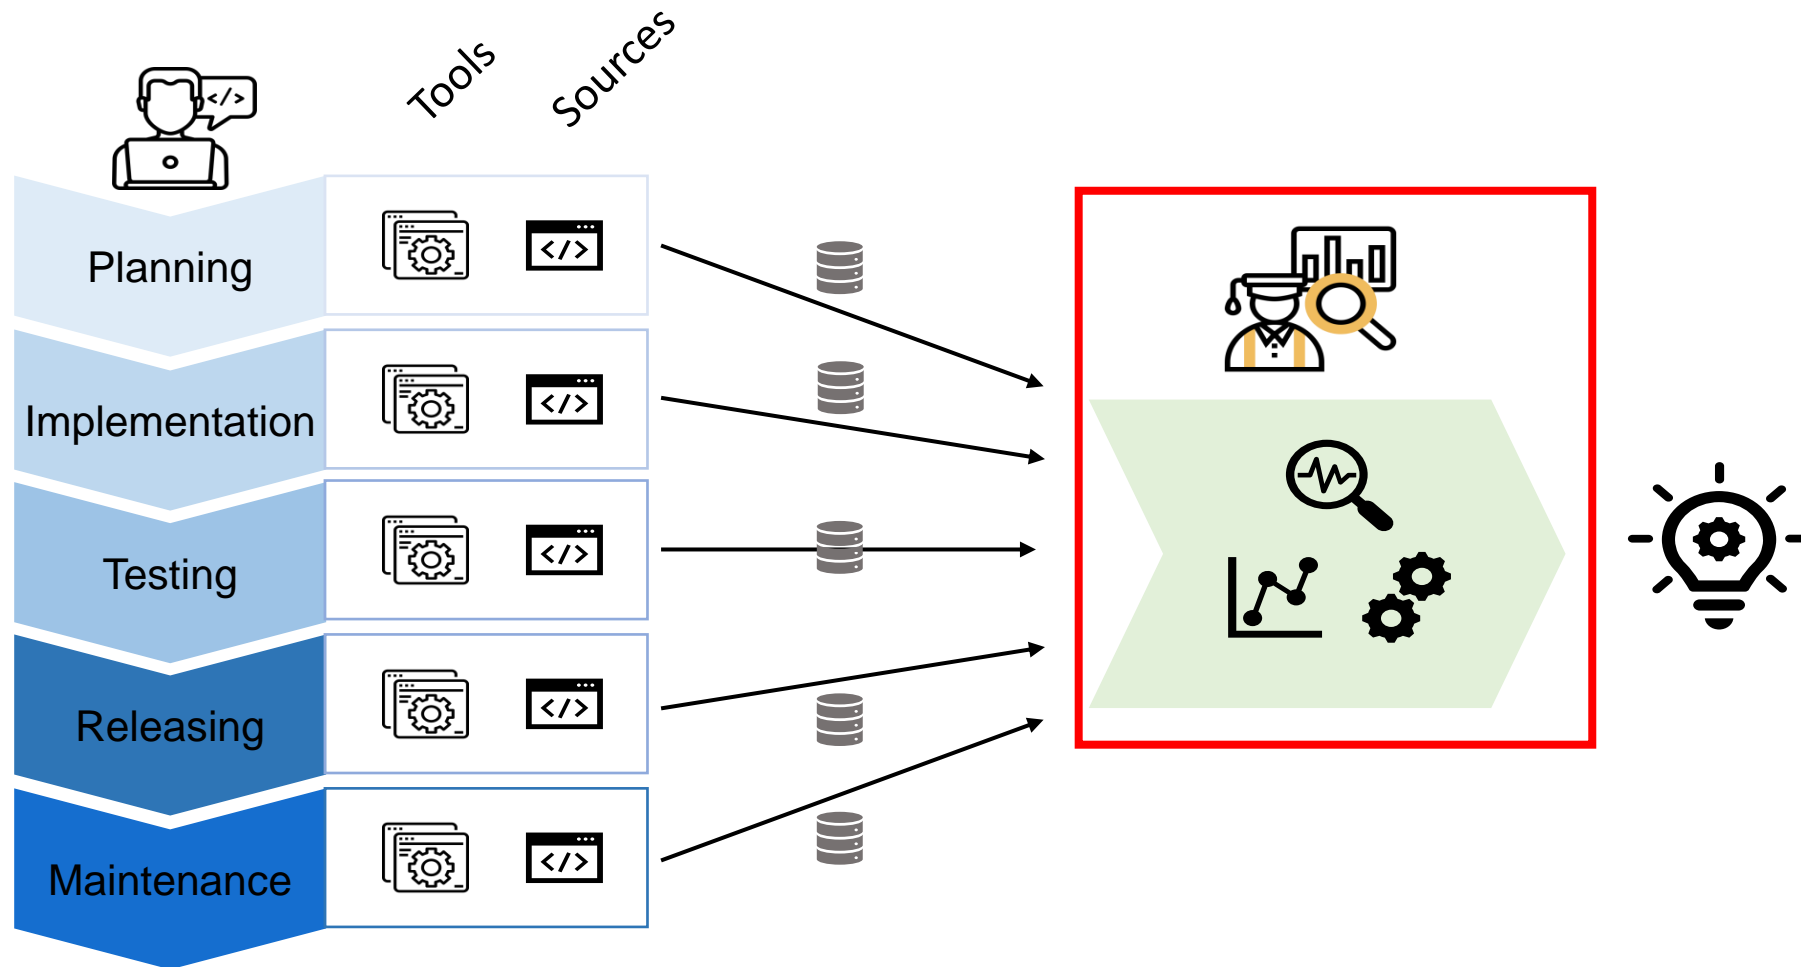 Tools
Sources
</>
Planning
</>
Implementation
</>
Testing
</>
Releasing
</>
Maintenance
</>